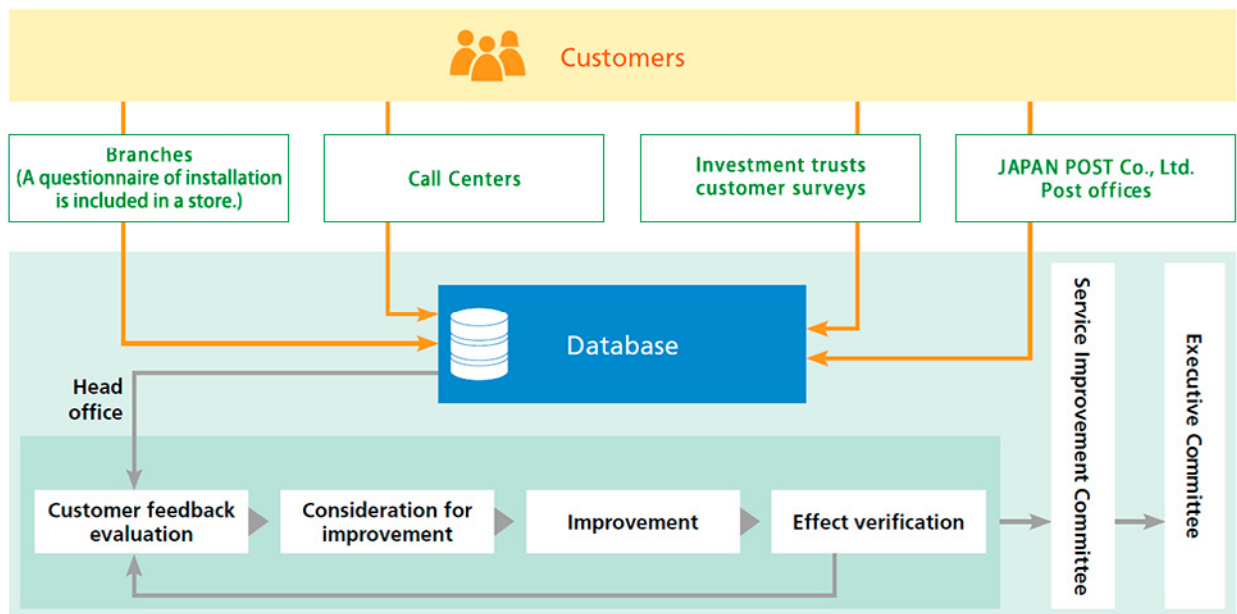 Customers
Branches
(A questionnaire of installation
is included in a store.)
Call Centers
Investment trusts
customer surveys
JAPAN POST Co., Ltd.
Post offices
Database
Head
office
Customer feedback
evaluation
Consideration for
improvement
Improvement
Effect verification
Service Improvement Committee
Executive Committee